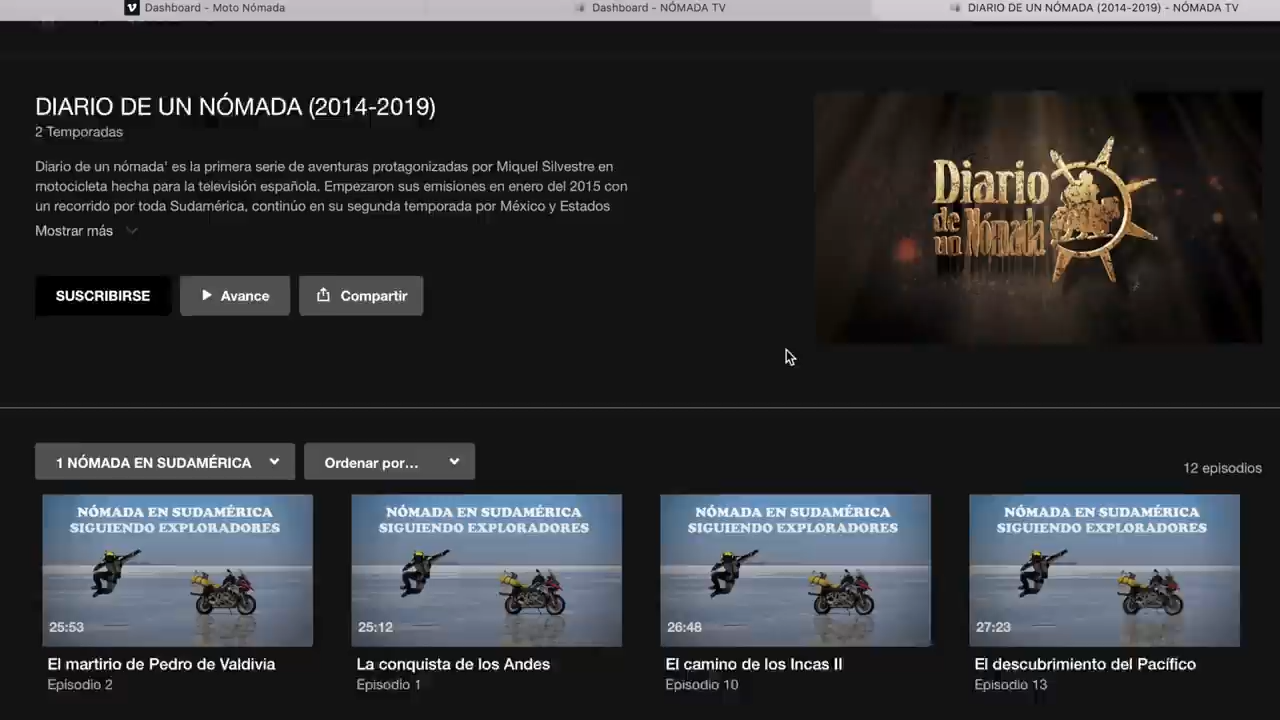 Dashboard - Moto Nómada
Dashboard - NÓMADA TV
DIARIO DE UN NÓMADA (2014-2019) - NÓMADA TV
DIARIO DE UN NÓMADA (2014-2019)
2 Temporadas
Diario de un nómada' es la primera serie de aventuras protagonizadas por Miquel Silvestre en
motocicleta hecha para la televisión española. Empezaron sus emisiones en enero del 2015 con
un recorrido por toda Sudamérica, continúo en su segunda temporada por México y Estados
Mostrar más
SUSCRIBIRSE
Avance
Compartir
Diario
de
un Nómada
1 NÓMADA EN SUDAMÉRICA
Ordenar por...
12 episodios
NÓMADA EN SUDAMÉRICA
SIGUIENDO EXPLORADORES
25:53
El martirio de Pedro de Valdivia
Episodio 2
NÓMADA EN SUDAMÉRICA
SIGUIENDO EXPLORADORES
25:12
La conquista de los Andes
Episodio 1
NÓMADA EN SUDAMÉRICA
SIGUIENDO EXPLORADORES
26:48
El camino de los Incas II
Episodio 10
NÓMADA EN SUDAMÉRICA
SIGUIENDO EXPLORADORES
27:23
El descubrimiento del Pacífico
Episodio 13